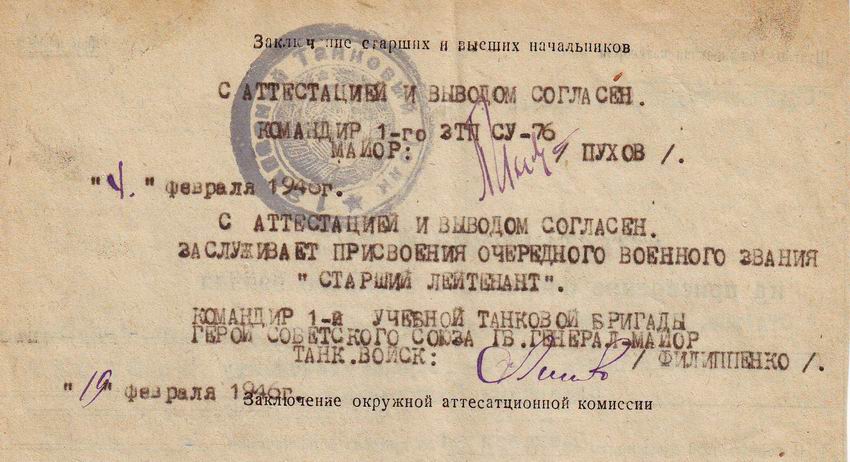 Заключение старших и высших начальников
С АТТЕСТАЦИЕЙ И ВЫВОДОМ СОГЛАСЕН.
КОМАНДИР 1-го ЗТП СУ-76
МАЙОР: / ПУХОВ /.
"4." февраля 1946г.
С АТТЕСТАЦИЕЙ И ВЫВОДОМ СОГЛАСЕН.
ЗАСЛУЖИВАЕТ ПРИСВОЕНИЯ ОЧЕРЕДНОГО ВОЕННОГО ЗВАНИЯ
" СТАРШИЙ ЛЕЙТЕНАНТ".
КОМАНДИР 1-й УЧЕБНОЙ ТАНКОВОЙ БРИГАДЫ
ГЕРОЙ СОВЕТСКОГО СОЮЗА ГВ.ГЕНЕРАЛ-МАЙОР
ТАНК.ВОЙСК: / ФИЛИППЕНКО /.
"19" февраля 1946г.
Заключение окружной аттесатционной комиссии